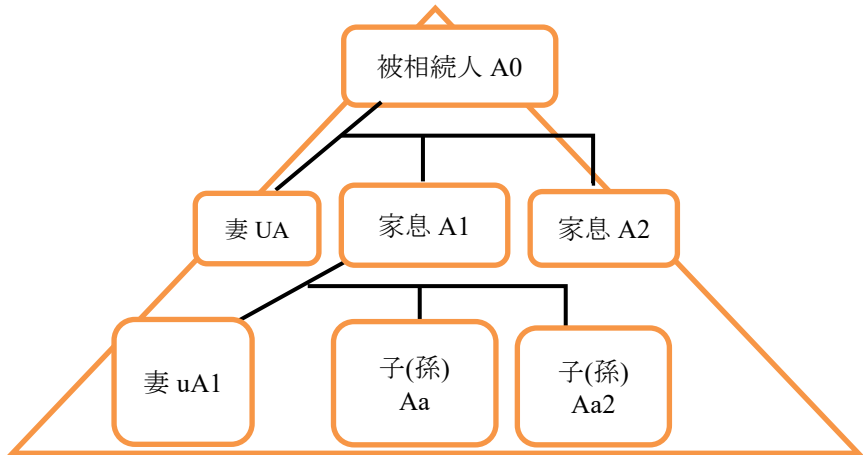 被相続人 A0
妻 UA
家息 A1
家息 A2
妻 uA1
子(孫)
Aa
子(孫)
Aa2